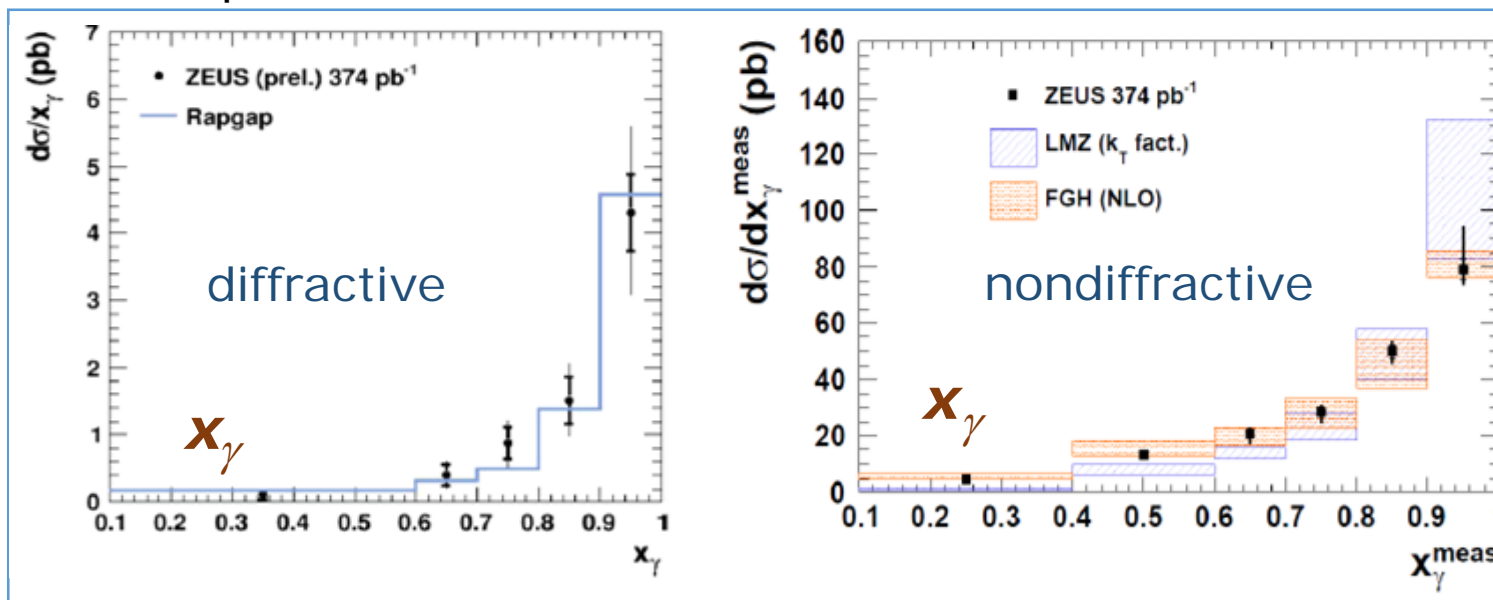 dσ/x_γ (pb)
7
6
5
4
3
2
1
0
ZEUS (prel.) 374 pb⁻¹
Rapgap
diffractive
x_γ
0.1 0.2 0.3 0.4 0.5 0.6 0.7 0.8 0.9 1
x_γ
dσ/dx_γ^meas (pb)
160
140
120
100
80
60
40
20
0
ZEUS 374 pb⁻¹
LMZ (k_T fact.)
FGH (NLO)
nondiffractive
x_γ
0.1 0.2 0.3 0.4 0.5 0.6 0.7 0.8 0.9
x_γ^meas